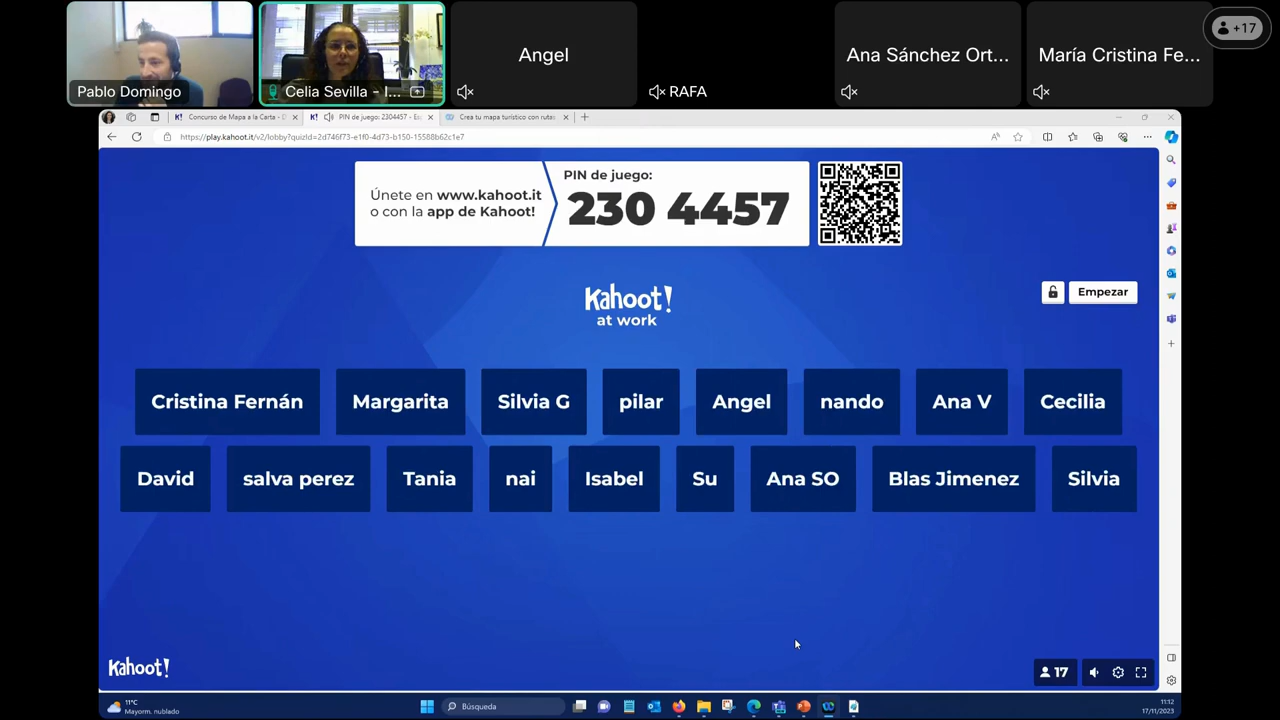 Pablo Domingo
Celia Sevilla - I...
Angel
RAFA
Ana Sánchez Ort...
María Cristina Fe...
+17
Concurso de Mapa a la Carta - D
PIN de juego: 2304457 - Es
Crea tu mapa turístico con rutas
https://play.kahoot.it/v2/lobby?quizId=2d746f73-e1f0-4d73-b150-15588b62c1e7
Únete en www.kahoot.it
o con la app de Kahoot!
PIN de juego:
230 4457
Kahoot!
at work
Empezar
Cristina Fernán
Margarita
Silvia G
pilar
Angel
nando
Ana V
Cecilia
David
salva perez
Tania
nai
Isabel
Su
Ana SO
Blas Jimenez
Silvia
Kahoot!
17
11°C
Mayorm. nublado
Búsqueda
11:12
17/11/2023